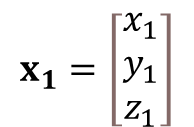 x₁ = [x₁
y₁
z₁]